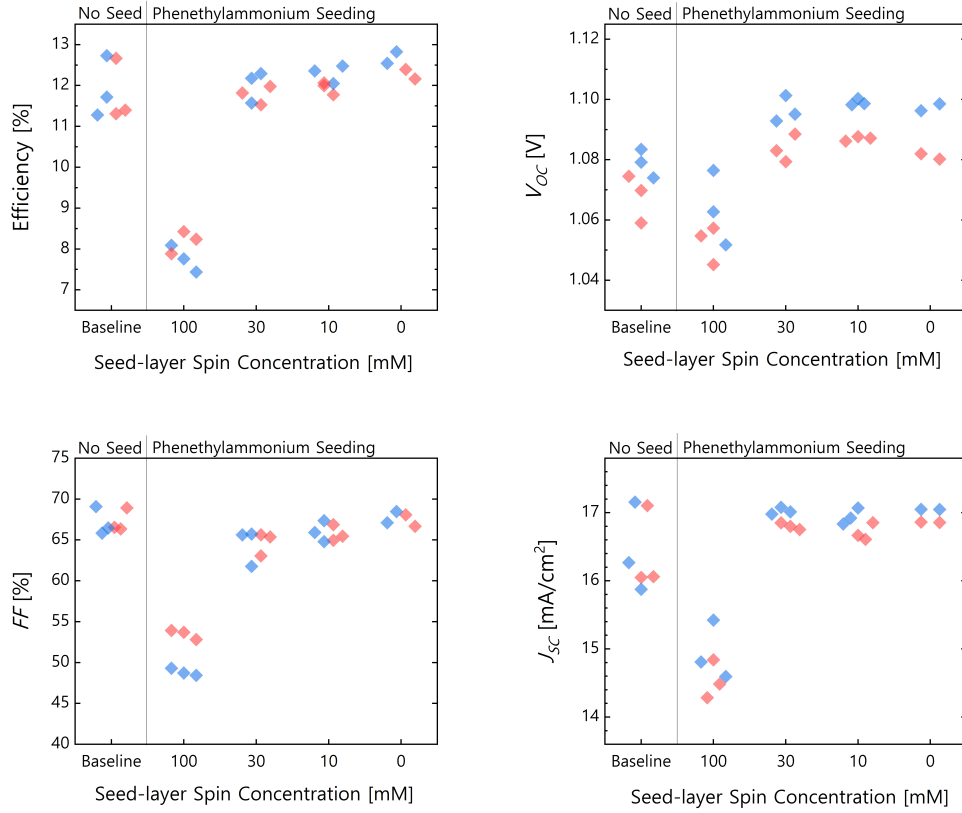 No Seed Phenethylammonium Seeding
13
12
11
10
9
8
7
Efficiency [%]
Baseline 100 30 10 0
Seed-layer Spin Concentration [mM]
No Seed Phenethylammonium Seeding
1.12
1.10
1.08
1.06
1.04
V_OC [V]
Baseline 100 30 10 0
Seed-layer Spin Concentration [mM]
No Seed Phenethylammonium Seeding
75
70
65
60
55
50
45
40
FF [%]
Baseline 100 30 10 0
Seed-layer Spin Concentration [mM]
No Seed Phenethylammonium Seeding
17
16
15
14
J_SC [mA/cm²]
Baseline 100 30 10 0
Seed-layer Spin Concentration [mM]